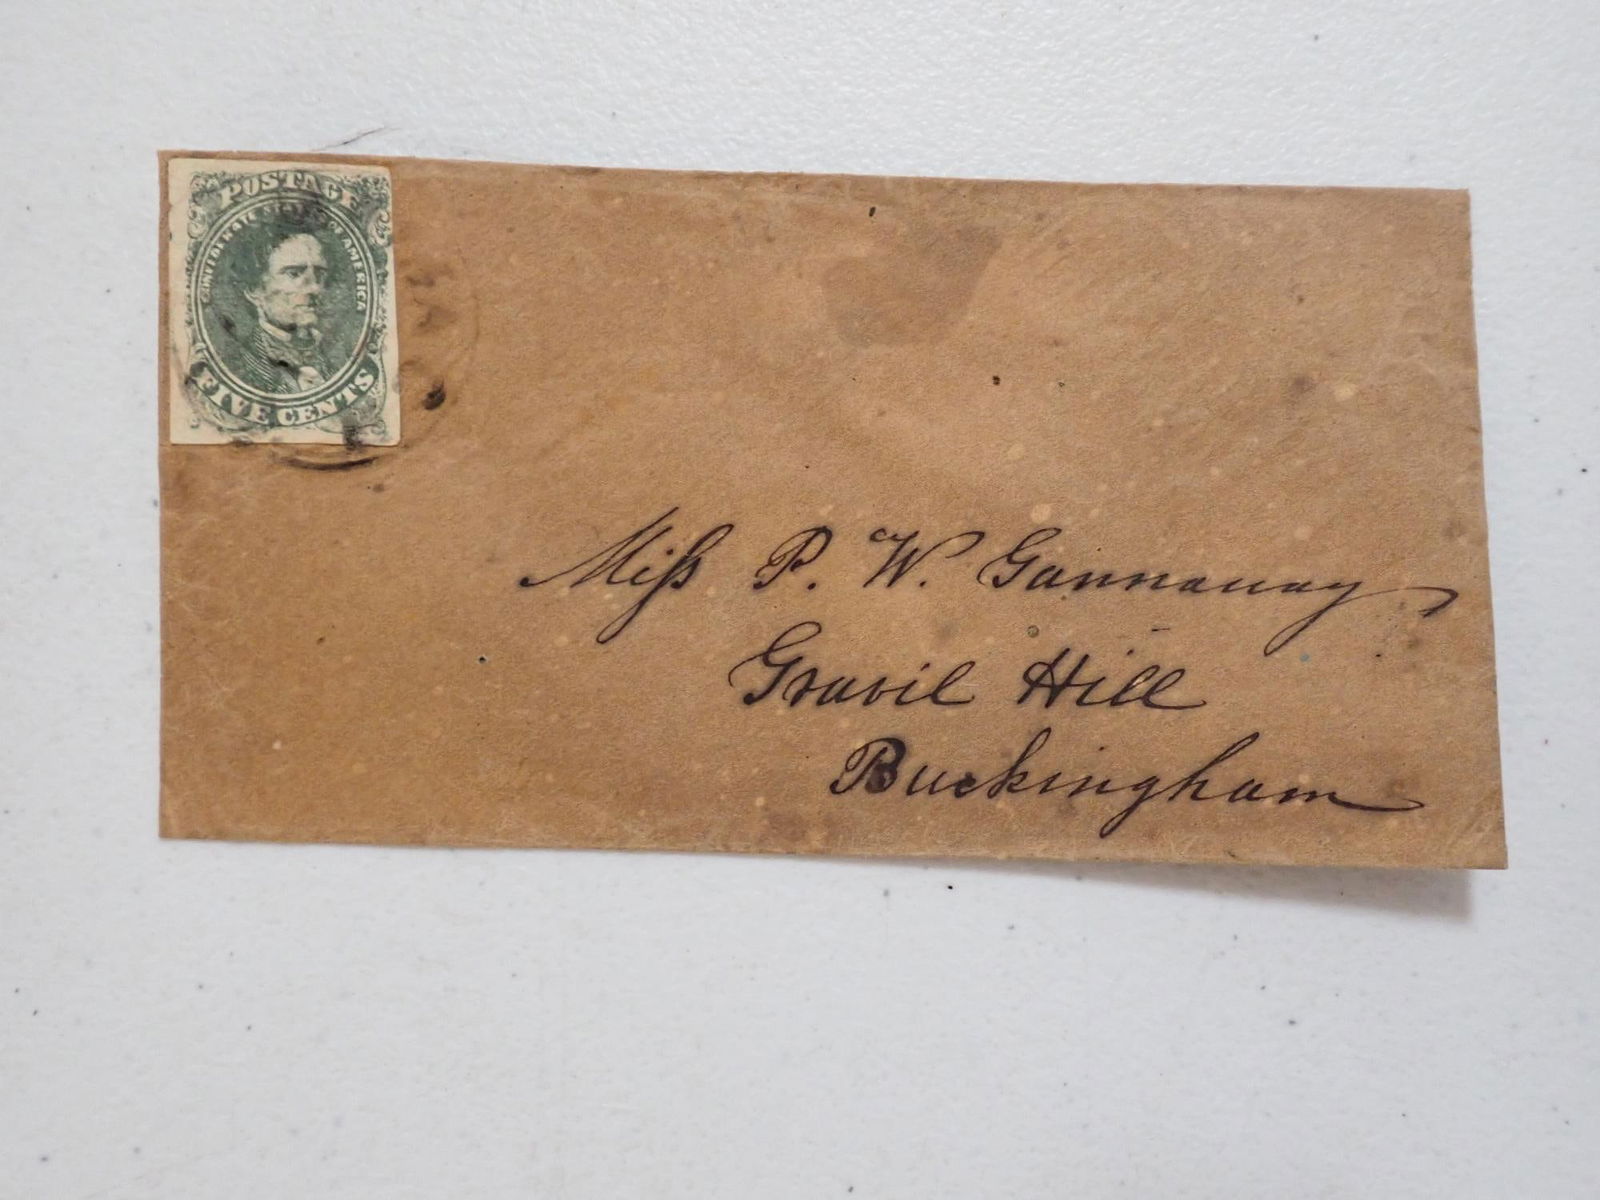 POSTAGE
CONFEDERATE STATES OF AMERICA
FIVE CENTS
Miss P. W. Gannaway
Gravil Hill
Buckingham